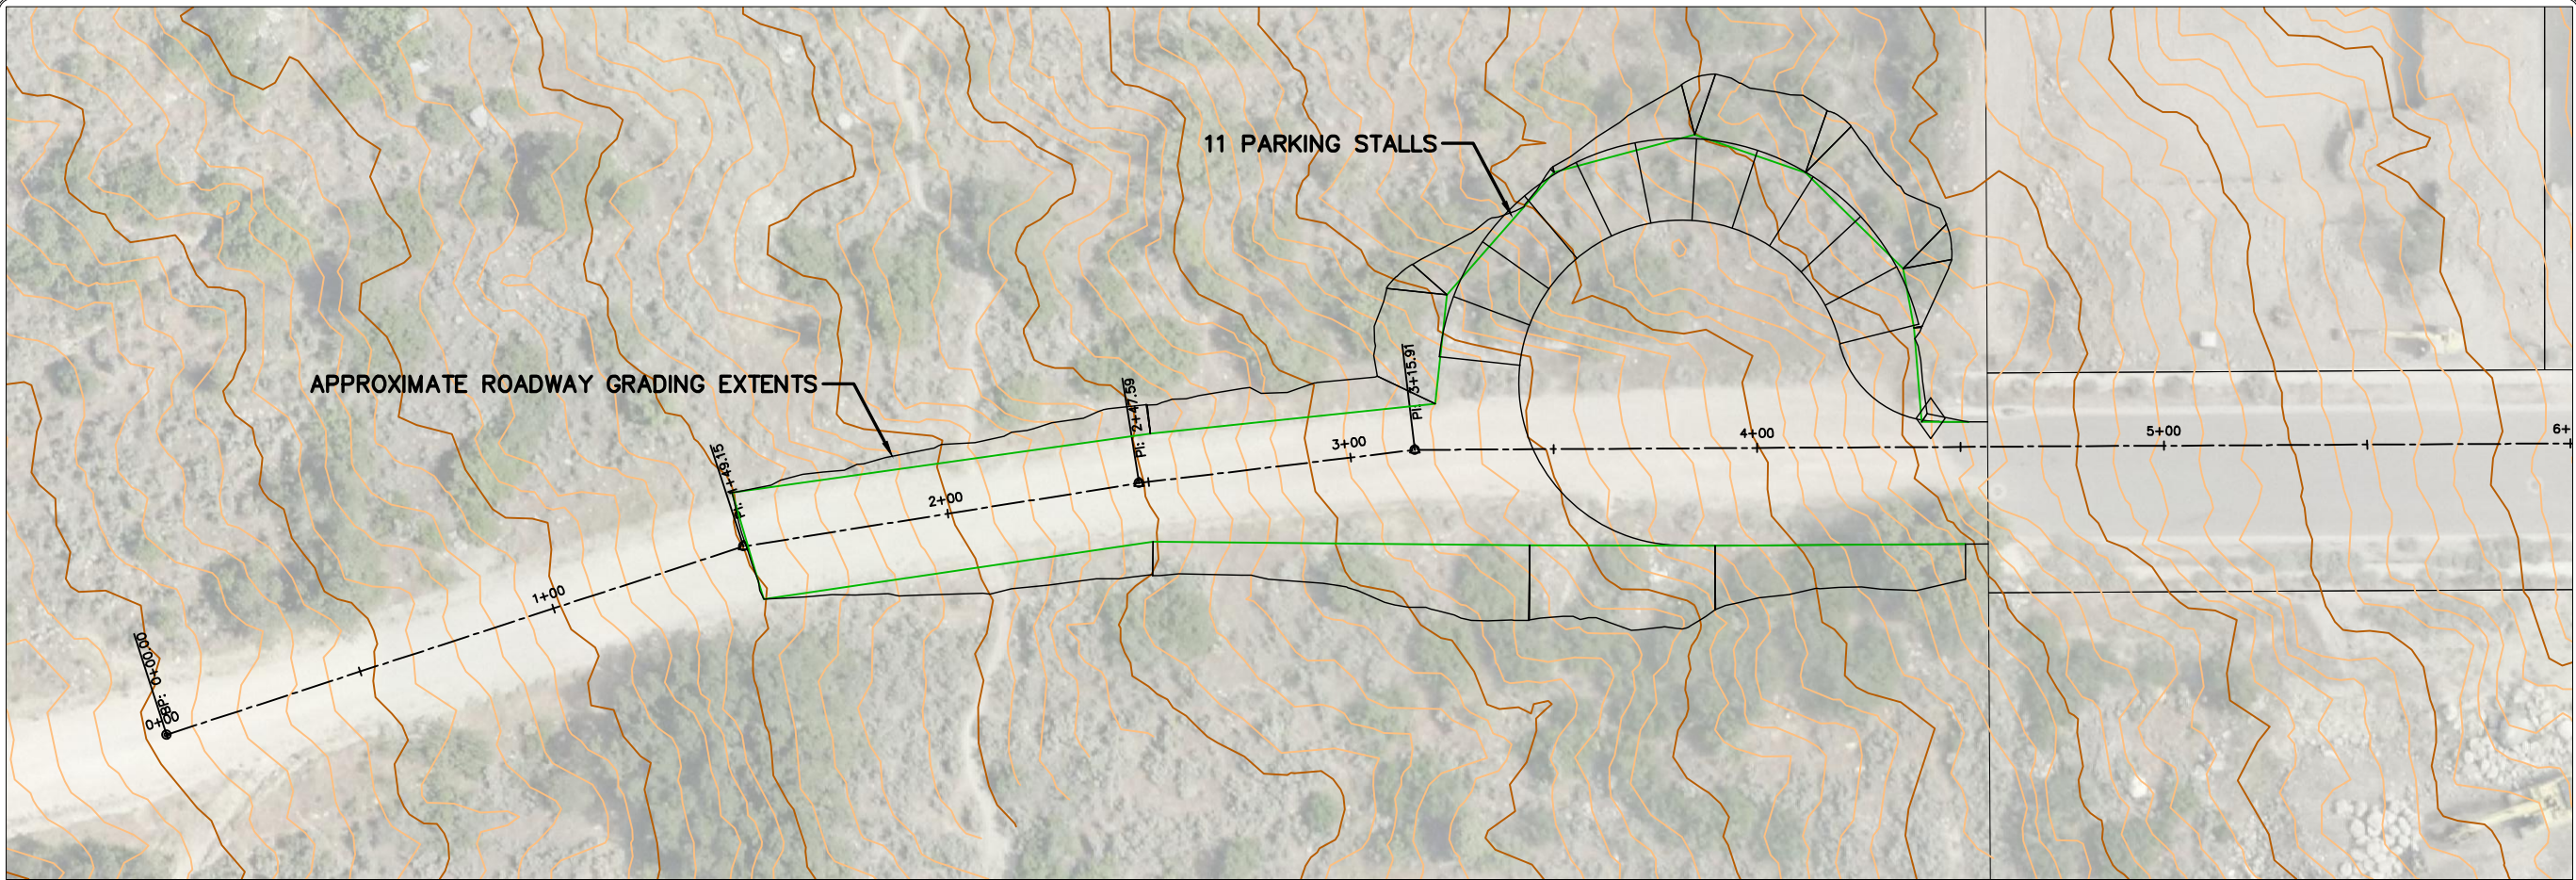 11 PARKING STALLS
APPROXIMATE ROADWAY GRADING EXTENTS
BP: 0+00.00
0+00
1+00
PI: 1+49.15
2+00
PI: 2+47.59
3+00
PI: 3+15.91
4+00
5+00
6+